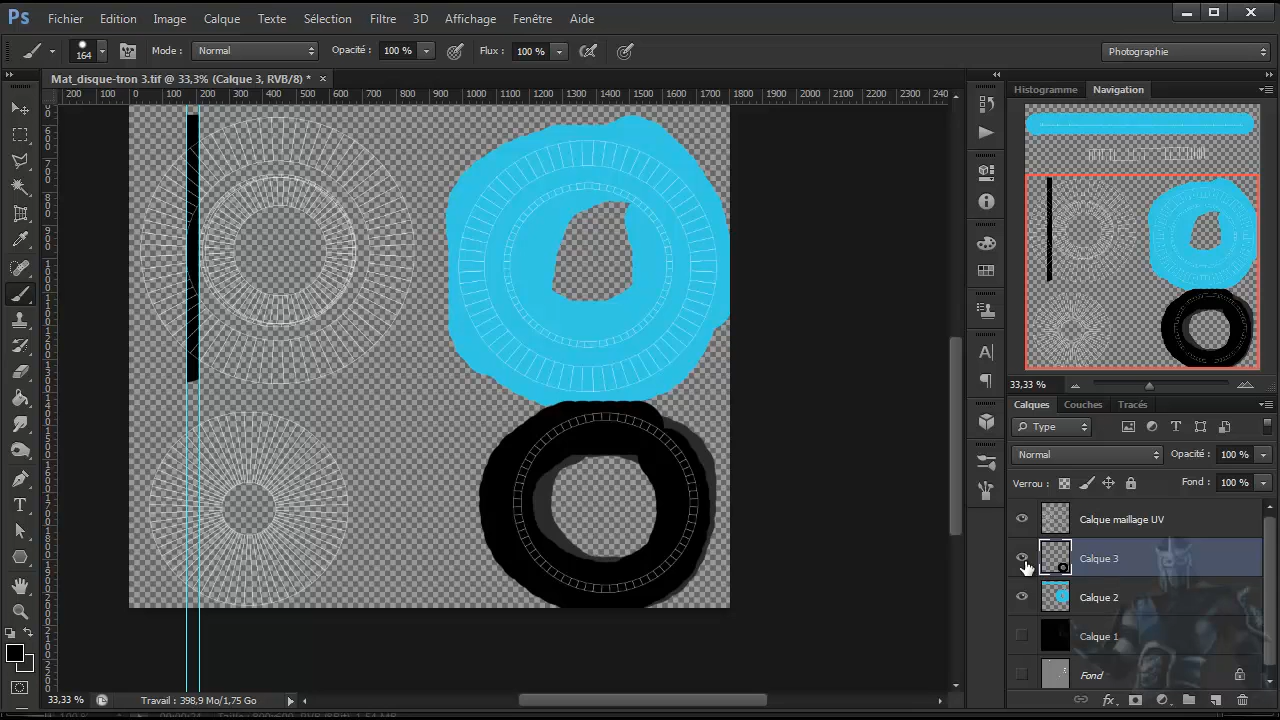 Ps Fichier Edition Image Calque Texte Sélection Filtre 3D Affichage Fenêtre Aide
164 Mode : Normal Opacité : 100 % Flux : 100 % Photographie
Mat_disque-tron 3.tif @ 33,3% (Calque 3, RVB/8) * ×
Histogramme Navigation
200 100 0 100 200 300 400 500 600 700 800 900 1000 1100 1200 1300 1400 1500 1600 1700 1800 1900 2000 2100 2200 2300 240
33,33 %
Calques Couches Tracés
Type
Normal Opacité : 100 %
Verrou : Fond : 100 %
Calque maillage UV
Calque 3
Calque 2
Calque 1
Fond
33,33 % Travail : 398,9 Mo/1,75 Go